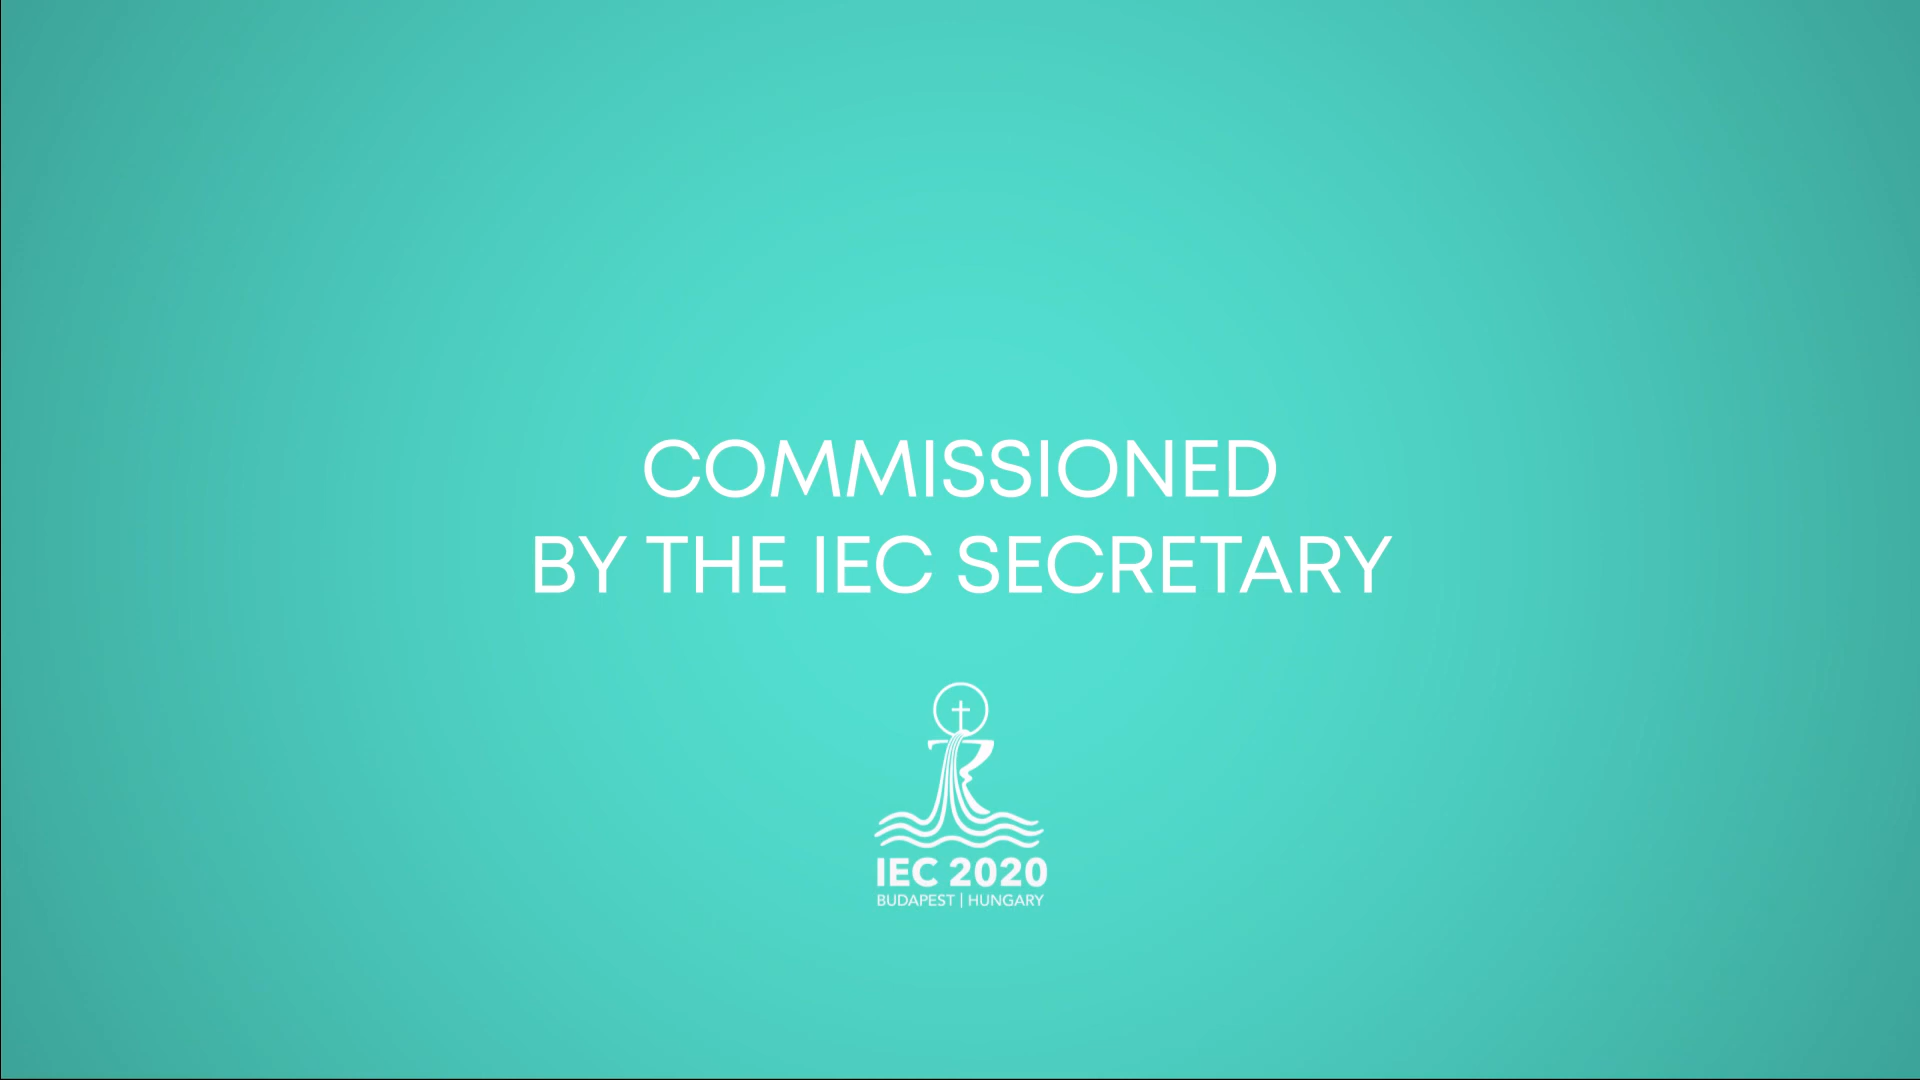 COMMISSIONED
BY THE IEC SECRETARY
IEC 2020
BUDAPEST | HUNGARY